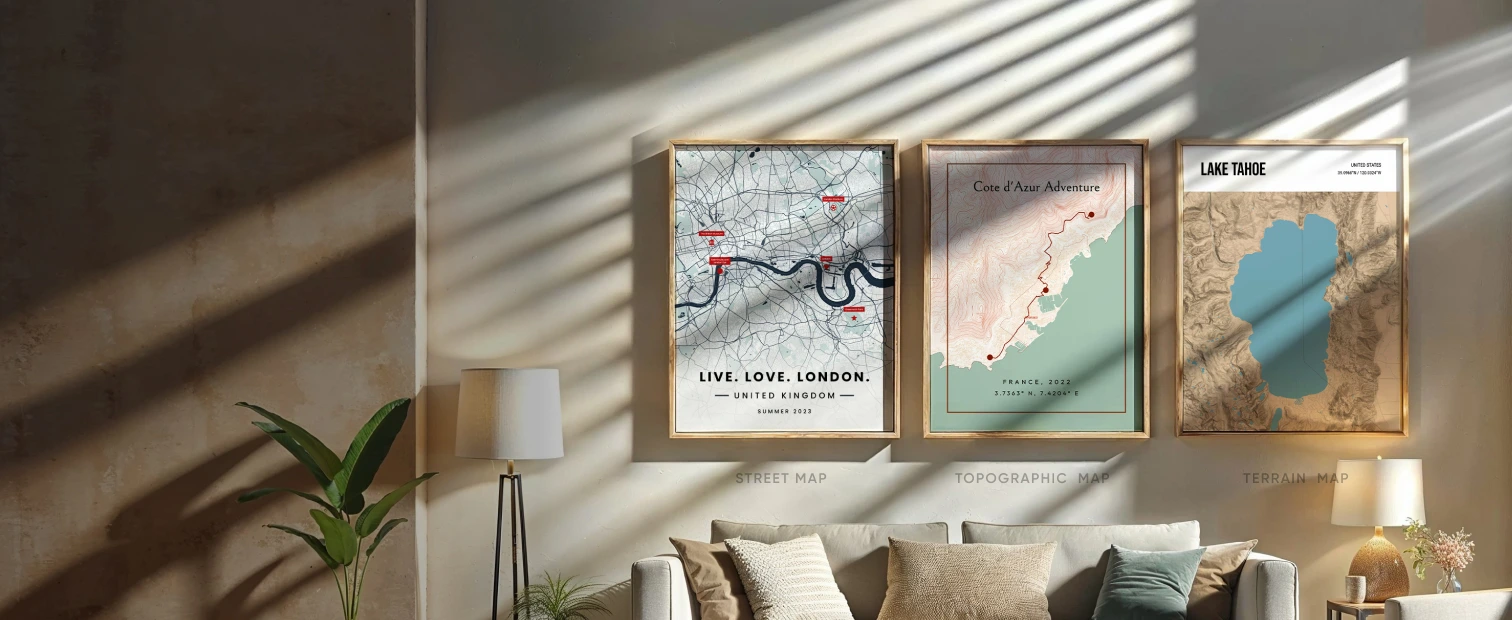 LIVE. LOVE. LONDON.
UNITED KINGDOM
SUMMER 2023
STREET MAP
Cote d'Azur Adventure
FRANCE, 2022
3.7363° N, 7.4204° E
TOPOGRAPHIC MAP
LAKE TAHOE
UNITED STATES
TERRAIN MAP